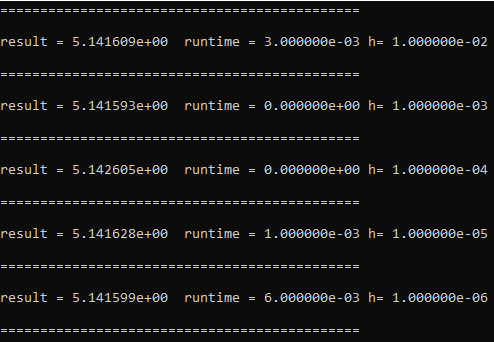 =============================================
result = 5.141609e+00  runtime = 3.000000e-03 h= 1.000000e-02
=============================================
result = 5.141593e+00  runtime = 0.000000e+00 h= 1.000000e-03
=============================================
result = 5.142605e+00  runtime = 0.000000e+00 h= 1.000000e-04
=============================================
result = 5.141628e+00  runtime = 1.000000e-03 h= 1.000000e-05
=============================================
result = 5.141599e+00  runtime = 6.000000e-03 h= 1.000000e-06
=============================================